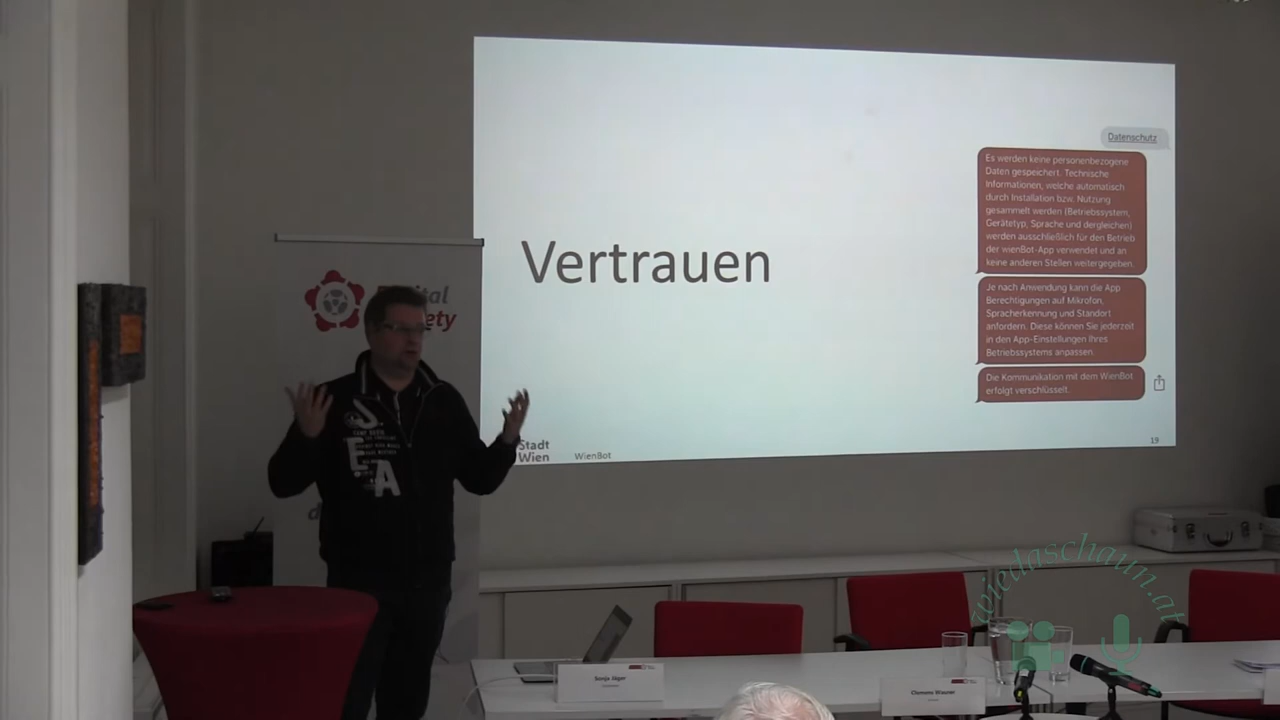 Datenschutz
Es werden keine personenbezogene
Daten gespeichert. Technische
Informationen, welche automatisch
durch Installation bzw. Nutzung
gesammelt werden (Betriebssystem,
Gerätetyp, Sprache und dergleichen)
werden ausschließlich für den Betrieb
der wienBot-App verwendet und an
keine anderen Stellen weitergegeben.
Je nach Anwendung kann die App
Berechtigungen auf Mikrofon,
Spracherkennung und Standort
anfordern. Diese können Sie jederzeit
in den App-Einstellungen Ihres
Betriebssystems anpassen.
Die Kommunikation mit dem WienBot
erfolgt verschlüsselt.
Vertrauen
Stadt
Wien
WienBot
19
J.
E
A
wiedaschaun.at
Sonja Jäger
Clemens Wasner